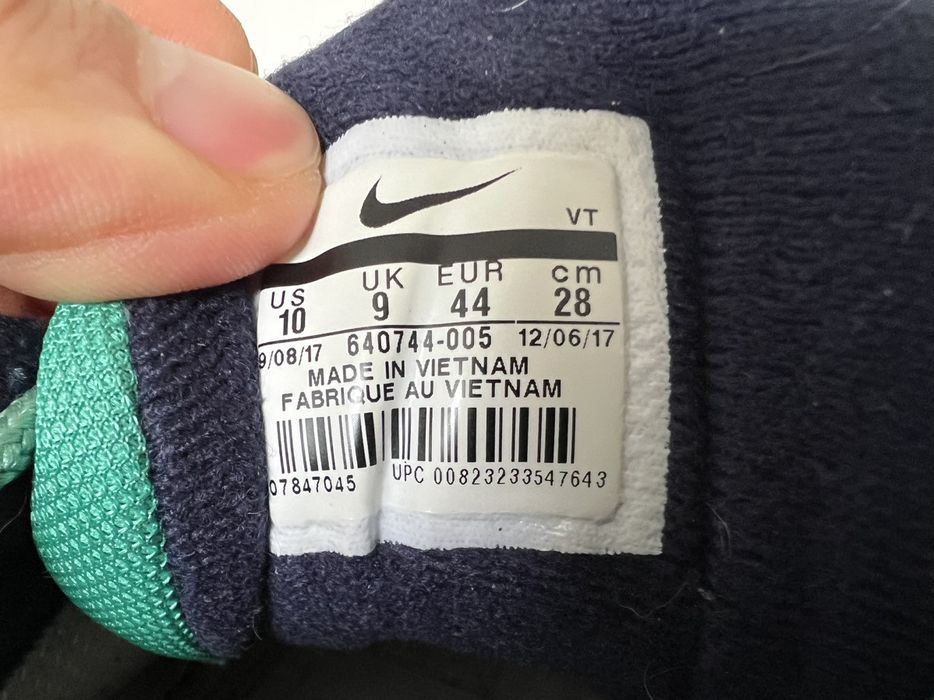 VT
US UK EUR cm
10 9 44 28
9/08/17 640744-005 12/06/17
MADE IN VIETNAM
FABRIQUE AU VIETNAM
07847045 UPC 00823233547643